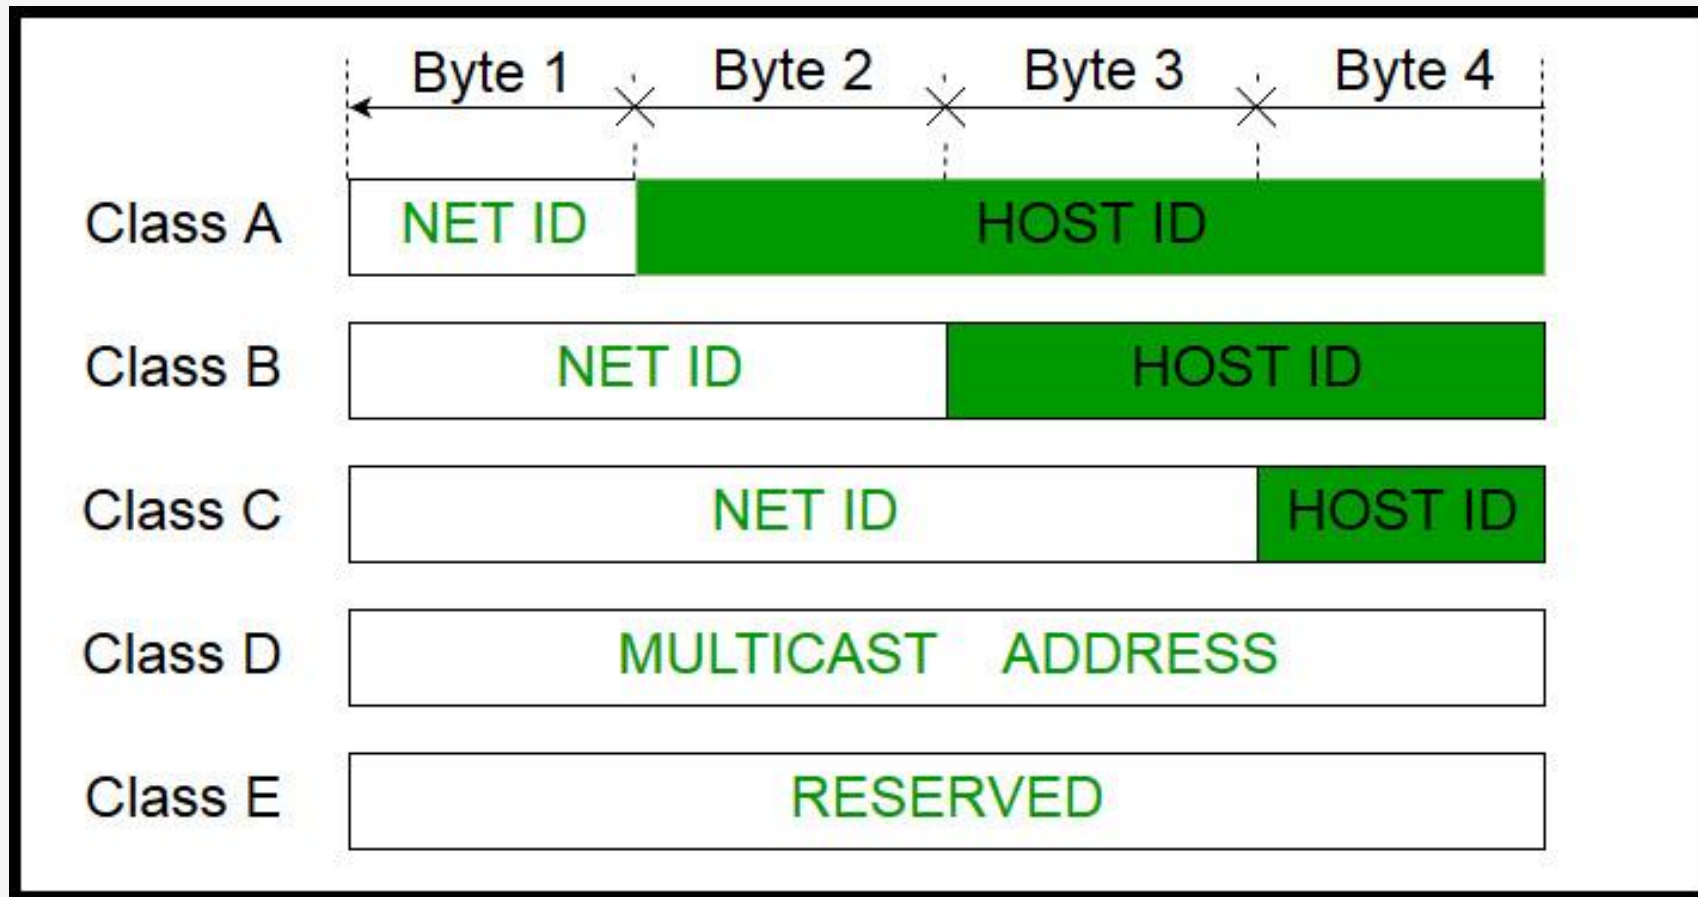 Byte 1 Byte 2 Byte 3 Byte 4
Class A NET ID HOST ID
Class B NET ID HOST ID
Class C NET ID HOST ID
Class D MULTICAST ADDRESS
Class E RESERVED